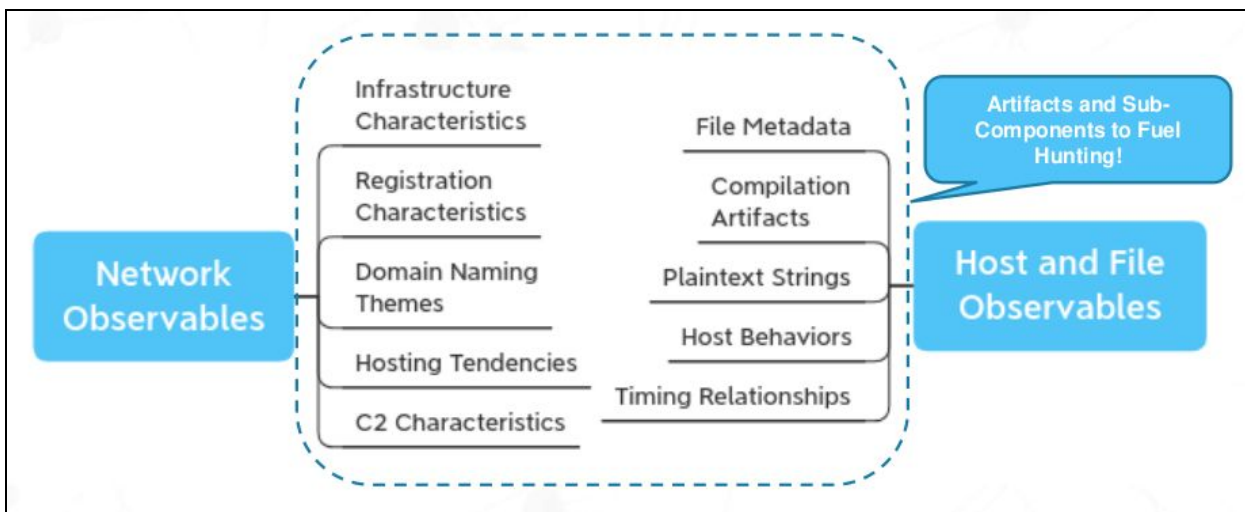 Network
Observables
Infrastructure
Characteristics
Registration
Characteristics
Domain Naming
Themes
Hosting Tendencies
C2 Characteristics
File Metadata
Compilation
Artifacts
Plaintext Strings
Host Behaviors
Timing Relationships
Host and File
Observables
Artifacts and Sub-
Components to Fuel
Hunting!